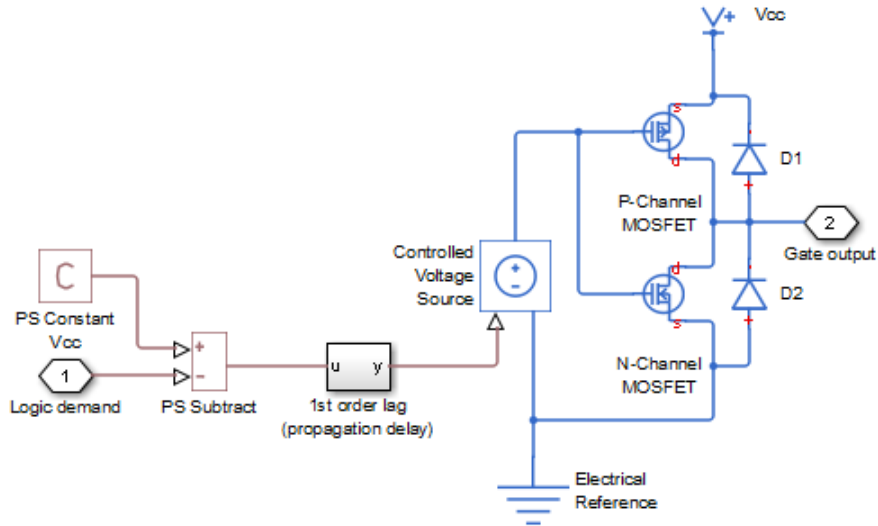 Vcc
s
d
D1
P-Channel
MOSFET
2
Gate output
Controlled
Voltage
Source
d
s
D2
N-Channel
MOSFET
C
PS Constant
Vcc
1
Logic demand
PS Subtract
u y
1st order lag
(propagation delay)
Electrical
Reference